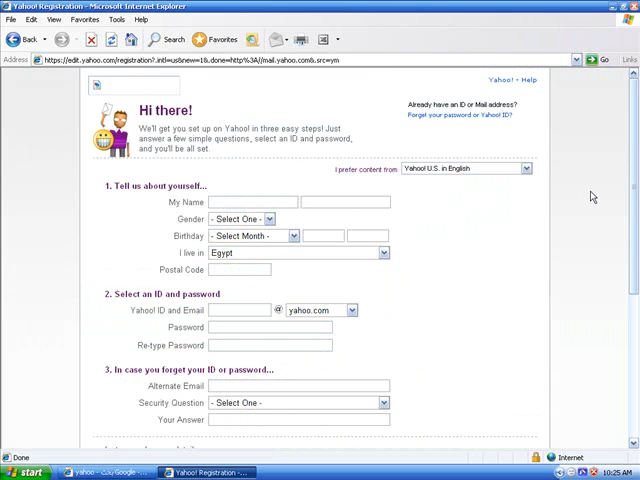 Yahoo! Registration - Microsoft Internet Explorer
File Edit View Favorites Tools Help
Back Search Favorites
Address https://edit.yahoo.com/registration?.intl=us&new=1&.done=http%3A//mail.yahoo.com&.src=ym Go
Yahoo! - Help
Hi there!
We'll get you set up on Yahoo! in three easy steps! Just
answer a few simple questions, select an ID and password,
and you'll be all set.
Already have an ID or Mail address?
Forget your password or Yahoo! ID?
I prefer content from Yahoo! U.S. in English
1. Tell us about yourself...
My Name
Gender - Select One -
Birthday - Select Month -
I live in Egypt
Postal Code
2. Select an ID and password
Yahoo! ID and Email @ yahoo.com
Password
Re-type Password
3. In case you forget your ID or password...
Alternate Email
Security Question - Select One -
Your Answer
Done Internet
start yahoo - بحث Google - ... Yahoo! Registration -... 10:25 AM